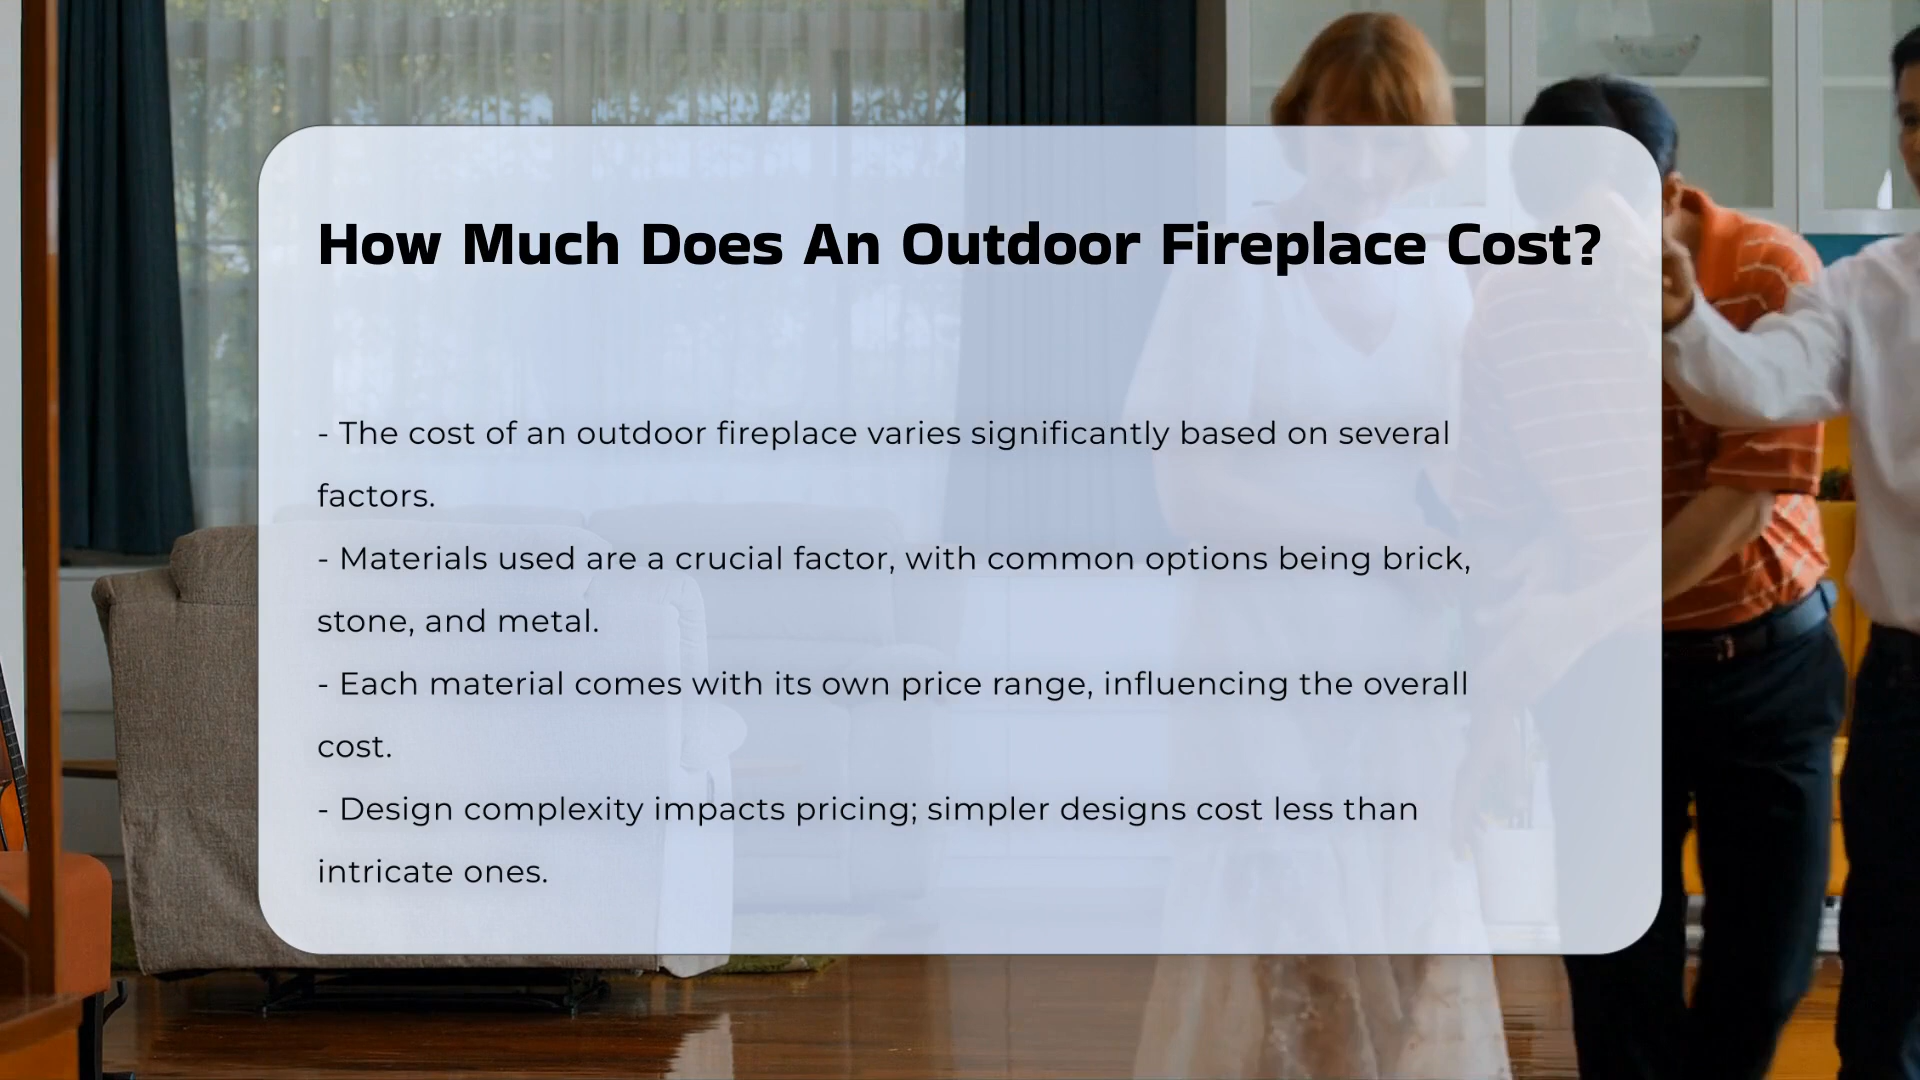 How Much Does An Outdoor Fireplace Cost?
- The cost of an outdoor fireplace varies significantly based on several
factors.
- Materials used are a crucial factor, with common options being brick,
stone, and metal.
- Each material comes with its own price range, influencing the overall
cost.
- Design complexity impacts pricing; simpler designs cost less than
intricate ones.